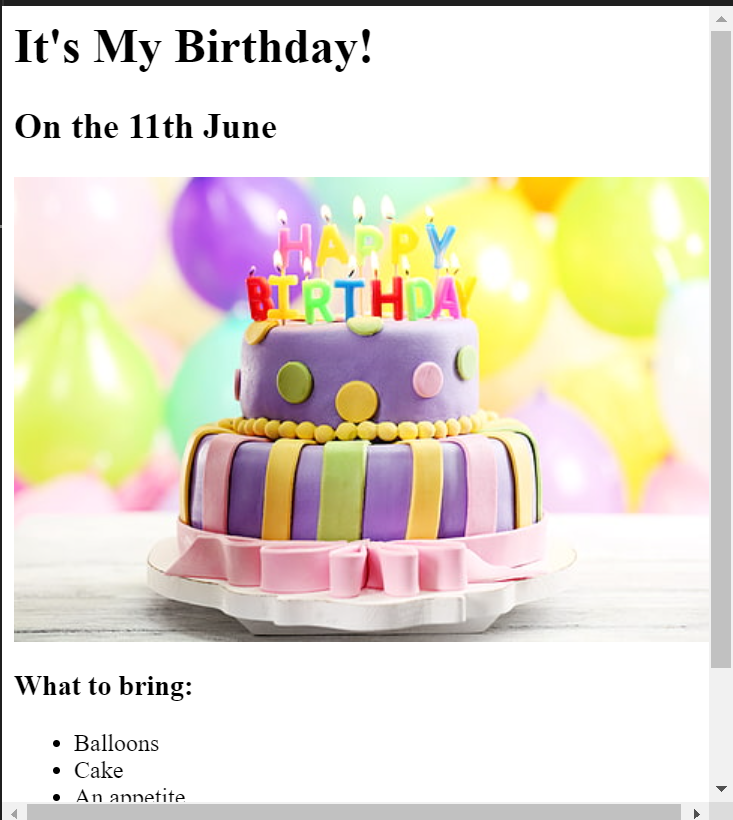 It's My Birthday!
On the 11th June
HAPPY
BIRTHDAY
What to bring:
Balloons
Cake
An appetite